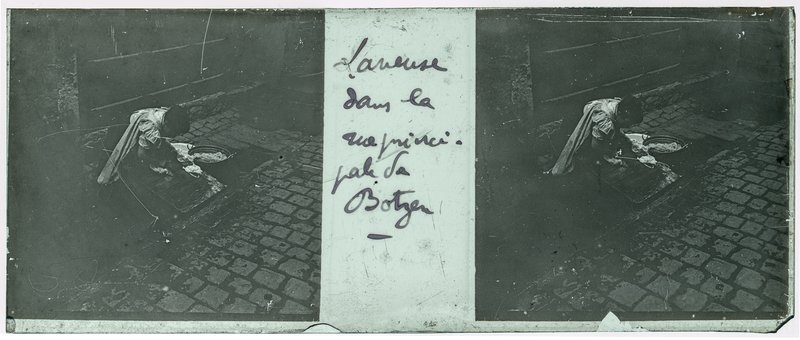 Laveuse
dans la
rue princi-
pale de
Botzen